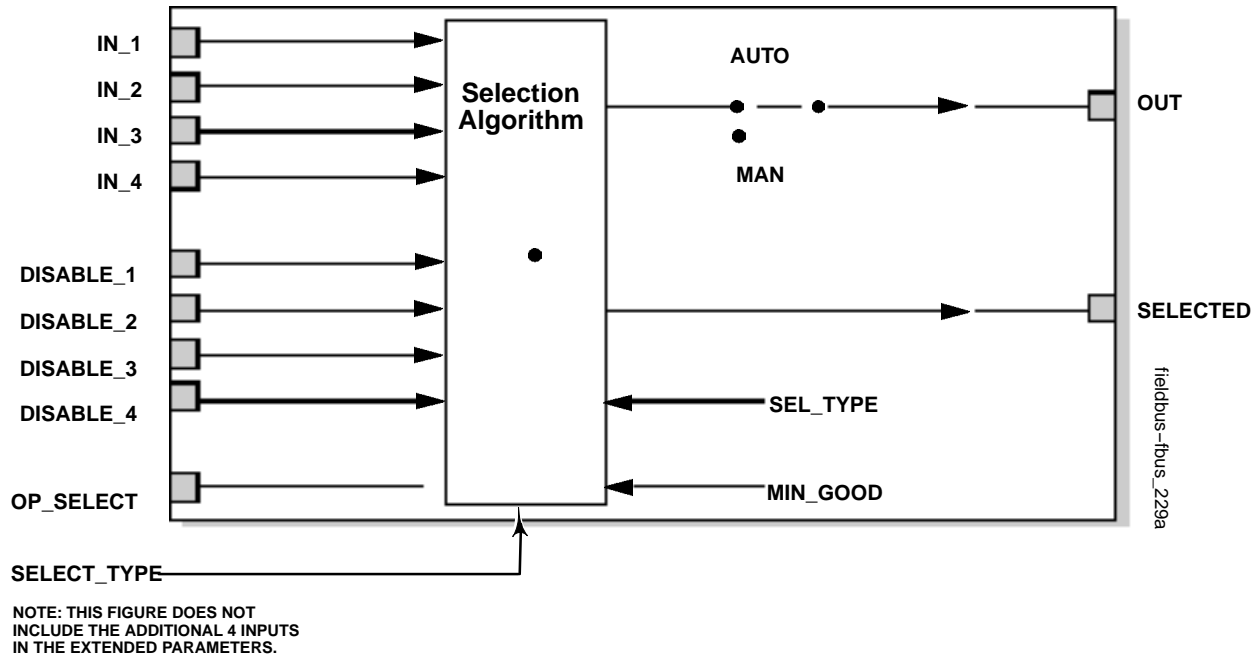 IN_1
IN_2
IN_3
IN_4
DISABLE_1
DISABLE_2
DISABLE_3
DISABLE_4
OP_SELECT
SELECT_TYPE
Selection
Algorithm
AUTO
MAN
OUT
SELECTED
SEL_TYPE
MIN_GOOD
fieldbus−fbus_229a
NOTE: THIS FIGURE DOES NOT
INCLUDE THE ADDITIONAL 4 INPUTS
IN THE EXTENDED PARAMETERS.